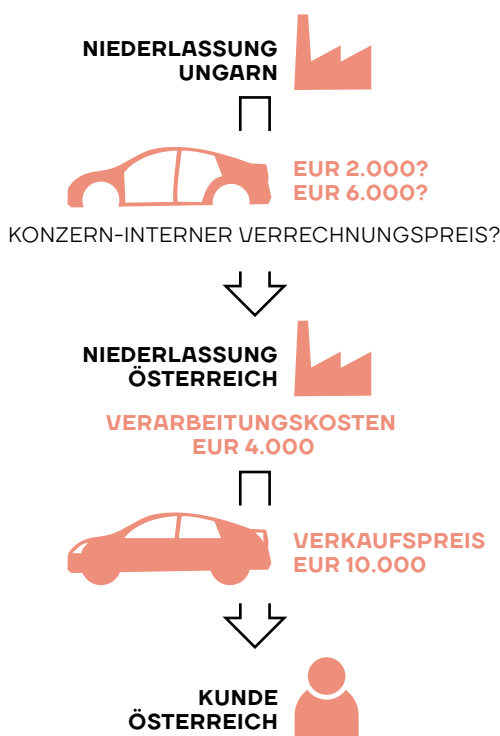 NIEDERLASSUNG
UNGARN
EUR 2.000?
EUR 6.000?
KONZERN-INTERNER VERRECHNUNGSPREIS?
NIEDERLASSUNG
ÖSTERREICH
VERARBEITUNGSKOSTEN
EUR 4.000
VERKAUFSPREIS
EUR 10.000
KUNDE
ÖSTERREICH